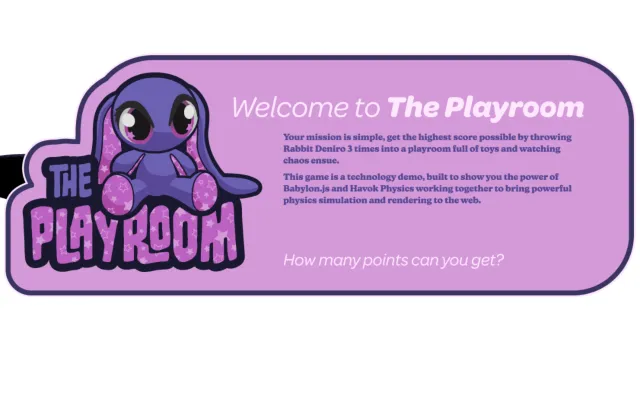 THE
PLAYROOM
Welcome to The Playroom
Your mission is simple, get the highest score possible by throwing
Rabbit Deniro 3 times into a playroom full of toys and watching
chaos ensue.
This game is a technology demo, built to show you the power of
Babylon.js and Havok Physics working together to bring powerful
physics simulation and rendering to the web.
How many points can you get?